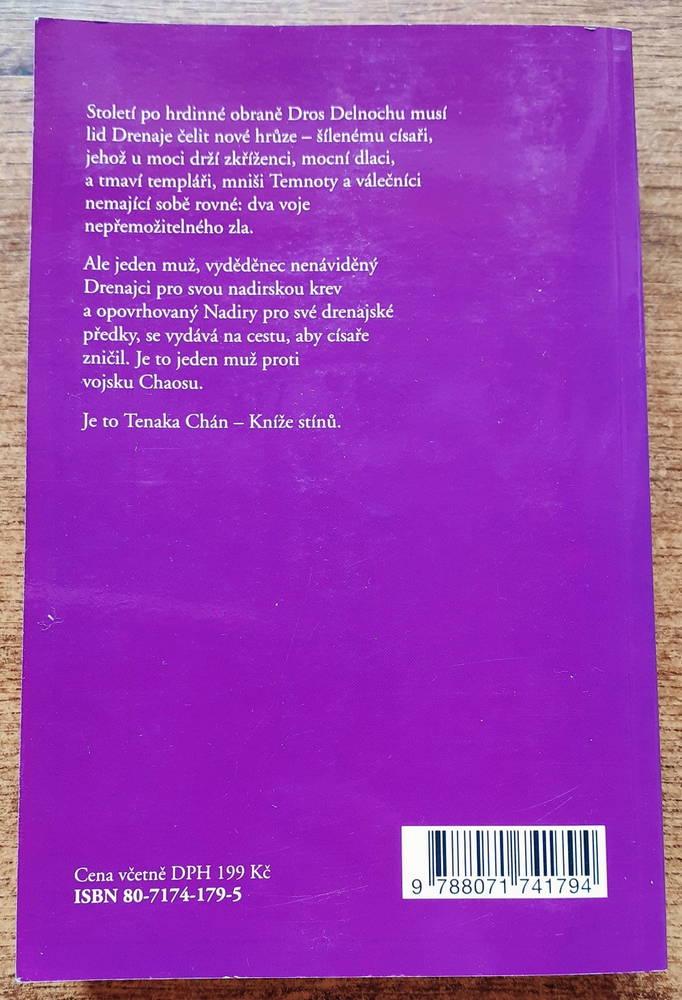 Století po hrdinné obraně Dros Delnochu musí
lid Drenaje čelit nové hrůze – šílenému císaři,
jehož u moci drží zkříženci, mocní dlaci,
a tmaví templáři, mniši Temnoty a válečníci
nemající sobě rovné: dva voje
nepřemožitelného zla.
Ale jeden muž, vyděděnec nenáviděný
Drenajci pro svou nadirskou krev
a opovrhovaný Nadiry pro své drenajské
předky, se vydává na cestu, aby císaře
zničil. Je to jeden muž proti
vojsku Chaosu.
Je to Tenaka Chán – Kníže stínů.
Cena včetně DPH 199 Kč
ISBN 80-7174-179-5
9 788071 741794